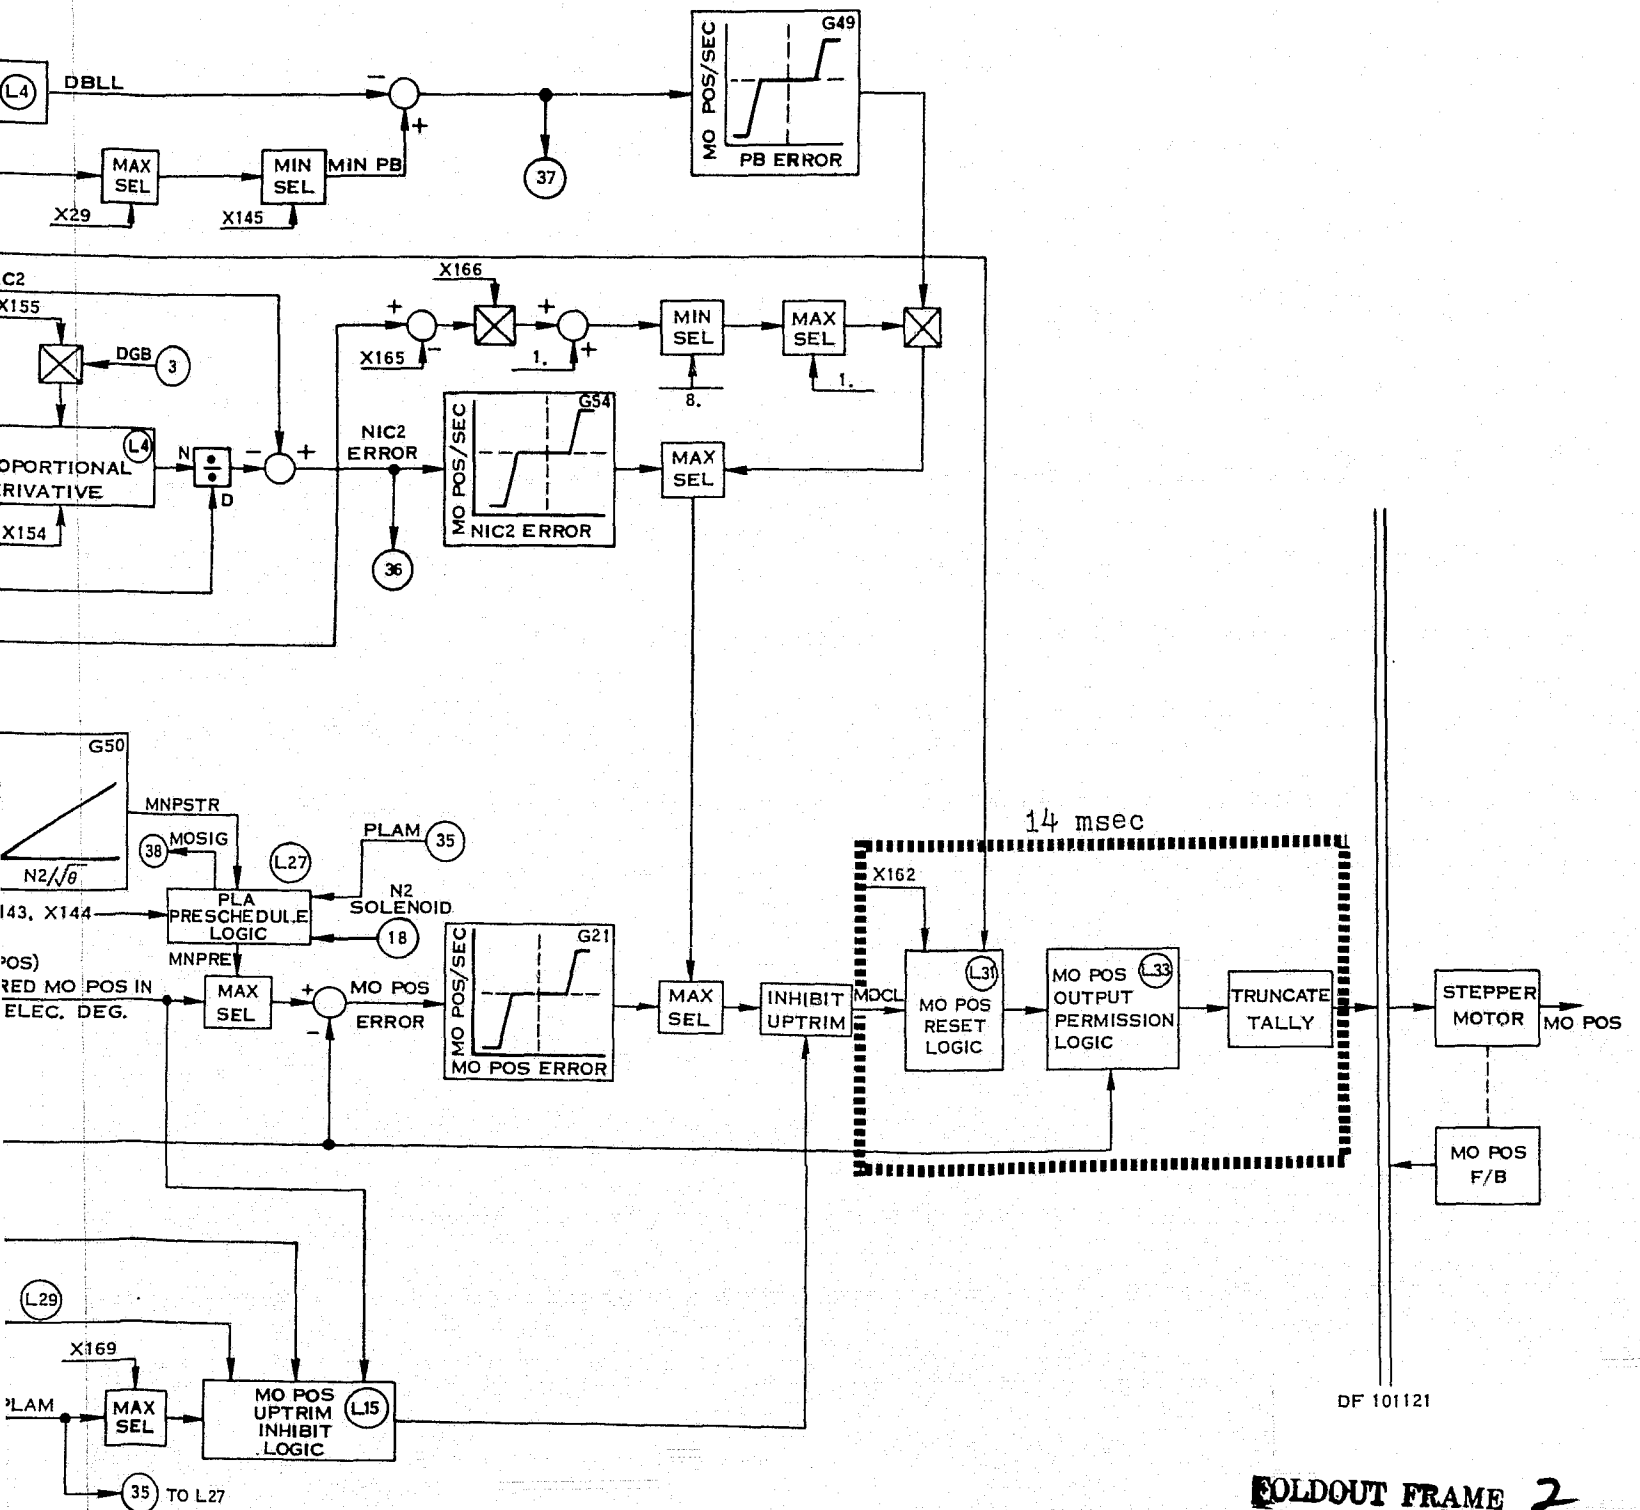 G49
MO POS/SEC
PB ERROR
L4
DBLL
−
+
37
MAX
SEL
X29
MIN
SEL
X145
MIN PB
C2
X155
DGB
3
X166
+
−
X165
+
+
1.
MIN
SEL
8.
MAX
SEL
1.
L4
OPORTIONAL
ERIVATIVE
X154
N
÷
D
−
+
NIC2
ERROR
36
G54
MO POS/SEC
NIC2 ERROR
MAX
SEL
G50
N2/√θ
MNPSTR
MOSIG
38
L27
PLAM
35
PLA
PRESCHEDULE
LOGIC
143, X144
N2
SOLENOID
18
MNPRE
POS)
RED MO POS IN
ELEC. DEG.
MAX
SEL
+
−
MO POS
ERROR
G21
MO POS/SEC
MO POS ERROR
MAX
SEL
INHIBIT
UPTRIM
14 msec
X162
MOCL
L31
MO POS
RESET
LOGIC
L33
MO POS
OUTPUT
PERMISSION
LOGIC
TRUNCATE
TALLY
STEPPER
MOTOR
MO POS
MO POS
F/B
L29
X169
PLAM
MAX
SEL
MO POS
UPTRIM
INHIBIT
LOGIC
L15
35 TO L27
DF 101121
FOLDOUT FRAME 2